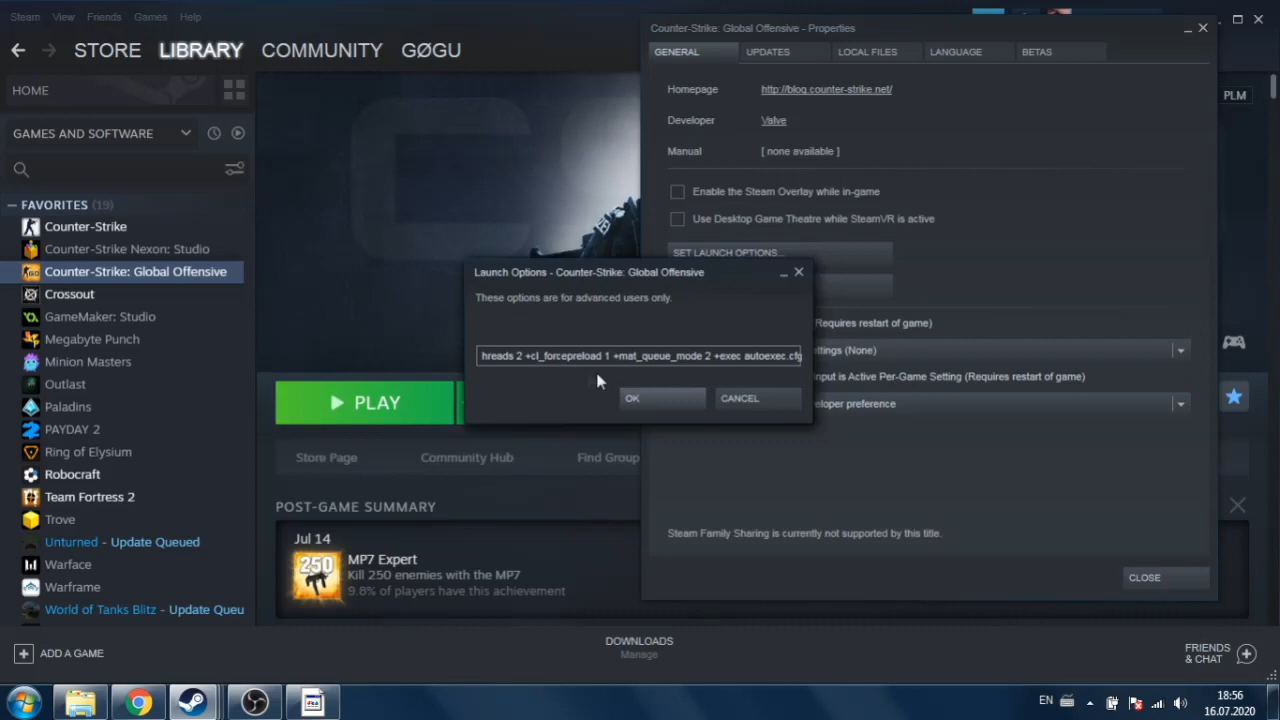 Steam View Friends Games Help
STORE LIBRARY COMMUNITY GØGU
HOME
GAMES AND SOFTWARE
FAVORITES (19)
Counter-Strike
Counter-Strike Nexon: Studio
Counter-Strike: Global Offensive
Crossout
GameMaker: Studio
Megabyte Punch
Minion Masters
Outlast
Paladins
PAYDAY 2
Ring of Elysium
Robocraft
Team Fortress 2
Trove
Unturned - Update Queued
Warface
Warframe
World of Tanks Blitz - Update Queu
ADD A GAME
PLAY
Store Page Community Hub Find Group
POST-GAME SUMMARY
Jul 14
250
MP7 Expert
Kill 250 enemies with the MP7
9.8% of players have this achievement
Counter-Strike: Global Offensive - Properties
GENERAL UPDATES LOCAL FILES LANGUAGE BETAS
Homepage http://blog.counter-strike.net/
Developer Valve
Manual [ none available ]
Enable the Steam Overlay while in-game
Use Desktop Game Theatre while SteamVR is active
SET LAUNCH OPTIONS...
(Requires restart of game)
ettings (None)
Input is Active Per-Game Setting (Requires restart of game)
eloper preference
Steam Family Sharing is currently not supported by this title.
CLOSE
Launch Options - Counter-Strike: Global Offensive
These options are for advanced users only.
hreads 2 +cl_forcepreload 1 +mat_queue_mode 2 +exec autoexec.cfg
OK CANCEL
PLM
DOWNLOADS
Manage
FRIENDS
& CHAT
EN
18:56
16.07.2020